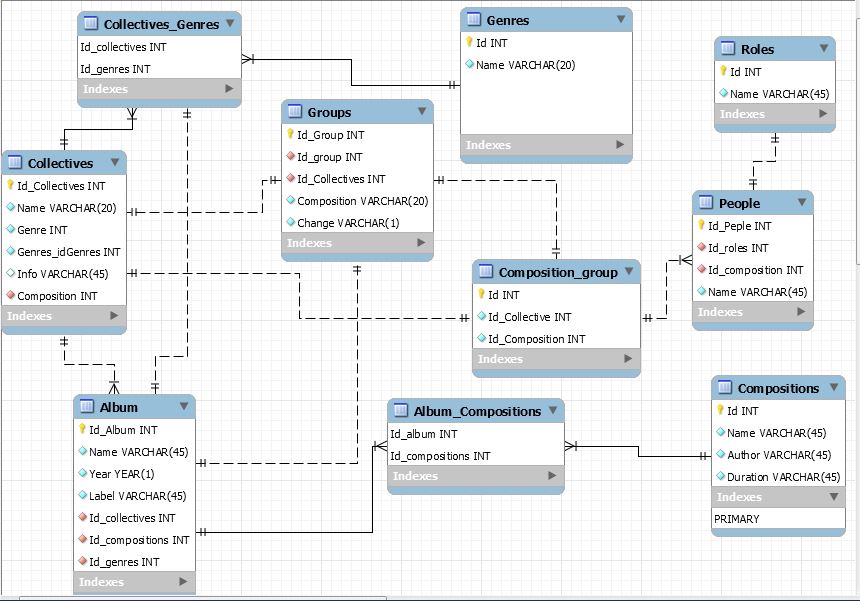 Collectives_Genres
Id_collectives INT
Id_genres INT
Indexes
Genres
Id INT
Name VARCHAR(20)
Indexes
Roles
Id INT
Name VARCHAR(45)
Indexes
Groups
Id_Group INT
Id_group INT
Id_Collectives INT
Composition VARCHAR(20)
Change VARCHAR(1)
Indexes
Collectives
Id_Collectives INT
Name VARCHAR(20)
Genre INT
Genres_idGenres INT
Info VARCHAR(45)
Composition INT
Indexes
People
Id_Peple INT
Id_roles INT
Id_composition INT
Name VARCHAR(45)
Indexes
Composition_group
Id INT
Id_Collective INT
Id_Composition INT
Indexes
Album
Id_Album INT
Name VARCHAR(45)
Year YEAR(1)
Label VARCHAR(45)
Id_collectives INT
Id_compositions INT
Id_genres INT
Indexes
Album_Compositions
Id_album INT
Id_compositions INT
Indexes
Compositions
Id INT
Name VARCHAR(45)
Author VARCHAR(45)
Duration VARCHAR(45)
Indexes
PRIMARY